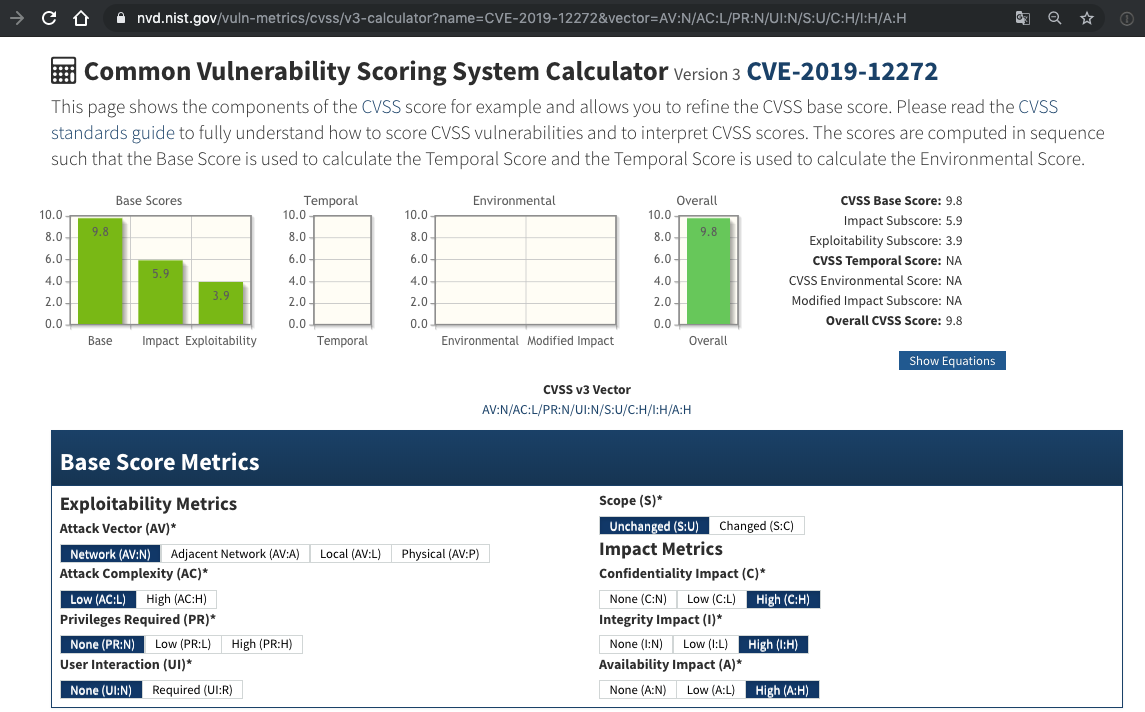 nvd.nist.gov/vuln-metrics/cvss/v3-calculator?name=CVE-2019-12272&vector=AV:N/AC:L/PR:N/UI:N/S:U/C:H/I:H/A:H
Common Vulnerability Scoring System Calculator Version 3 CVE-2019-12272
This page shows the components of the CVSS score for example and allows you to refine the CVSS base score. Please read the CVSS
standards guide to fully understand how to score CVSS vulnerabilities and to interpret CVSS scores. The scores are computed in sequence
such that the Base Score is used to calculate the Temporal Score and the Temporal Score is used to calculate the Environmental Score.
Base Scores
10.0
8.0
6.0
4.0
2.0
0.0
9.8
5.9
3.9
Base Impact Exploitability
Temporal
10.0
8.0
6.0
4.0
2.0
0.0
Temporal
Environmental
10.0
8.0
6.0
4.0
2.0
0.0
Environmental Modified Impact
Overall
10.0
8.0
6.0
4.0
2.0
0.0
9.8
Overall
CVSS Base Score: 9.8
Impact Subscore: 5.9
Exploitability Subscore: 3.9
CVSS Temporal Score: NA
CVSS Environmental Score: NA
Modified Impact Subscore: NA
Overall CVSS Score: 9.8
Show Equations
CVSS v3 Vector
AV:N/AC:L/PR:N/UI:N/S:U/C:H/I:H/A:H
Base Score Metrics
Exploitability Metrics
Attack Vector (AV)*
Network (AV:N) Adjacent Network (AV:A) Local (AV:L) Physical (AV:P)
Attack Complexity (AC)*
Low (AC:L) High (AC:H)
Privileges Required (PR)*
None (PR:N) Low (PR:L) High (PR:H)
User Interaction (UI)*
None (UI:N) Required (UI:R)
Scope (S)*
Unchanged (S:U) Changed (S:C)
Impact Metrics
Confidentiality Impact (C)*
None (C:N) Low (C:L) High (C:H)
Integrity Impact (I)*
None (I:N) Low (I:L) High (I:H)
Availability Impact (A)*
None (A:N) Low (A:L) High (A:H)